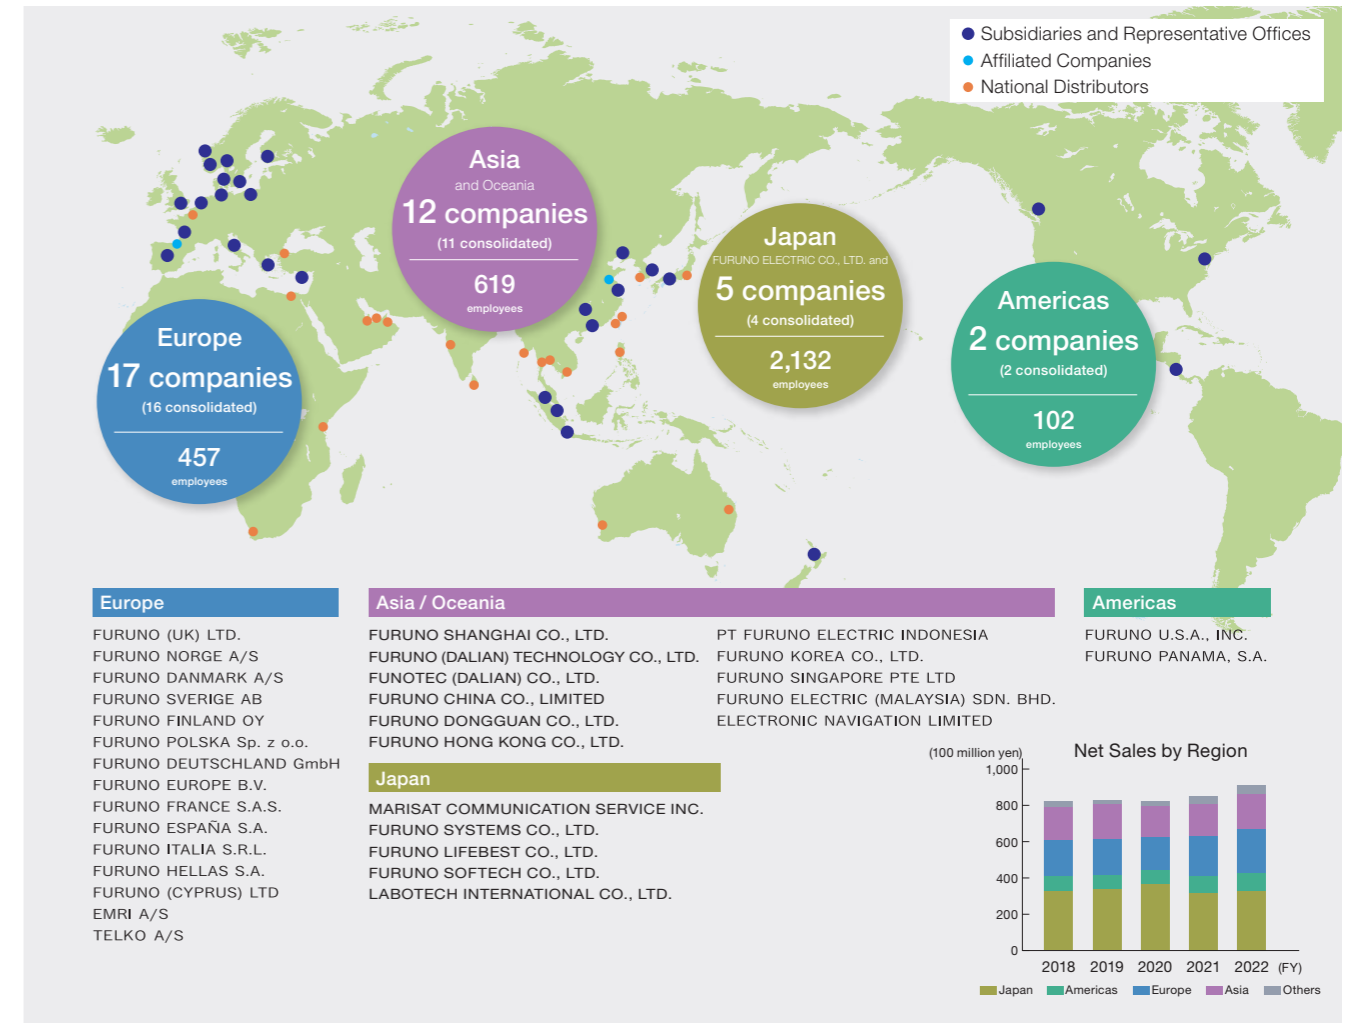 Subsidiaries and Representative Offices
Affiliated Companies
National Distributors
Asia
and Oceania
12 companies
(11 consolidated)
619
employees
Japan
FURUNO ELECTRIC CO., LTD. and
5 companies
(4 consolidated)
2,132
employees
Europe
17 companies
(16 consolidated)
457
employees
Americas
2 companies
(2 consolidated)
102
employees
Europe
FURUNO (UK) LTD.
FURUNO NORGE A/S
FURUNO DANMARK A/S
FURUNO SVERIGE AB
FURUNO FINLAND OY
FURUNO POLSKA Sp. z o.o.
FURUNO DEUTSCHLAND GmbH
FURUNO EUROPE B.V.
FURUNO FRANCE S.A.S.
FURUNO ESPAÑA S.A.
FURUNO ITALIA S.R.L.
FURUNO HELLAS S.A.
FURUNO (CYPRUS) LTD
EMRI A/S
TELKO A/S
Asia / Oceania
FURUNO SHANGHAI CO., LTD.
FURUNO (DALIAN) TECHNOLOGY CO., LTD.
FUNOTEC (DALIAN) CO., LTD.
FURUNO CHINA CO., LIMITED
FURUNO DONGGUAN CO., LTD.
FURUNO HONG KONG CO., LTD.
PT FURUNO ELECTRIC INDONESIA
FURUNO KOREA CO., LTD.
FURUNO SINGAPORE PTE LTD
FURUNO ELECTRIC (MALAYSIA) SDN. BHD.
ELECTRONIC NAVIGATION LIMITED
Japan
MARISAT COMMUNICATION SERVICE INC.
FURUNO SYSTEMS CO., LTD.
FURUNO LIFEBEST CO., LTD.
FURUNO SOFTECH CO., LTD.
LABOTECH INTERNATIONAL CO., LTD.
Americas
FURUNO U.S.A., INC.
FURUNO PANAMA, S.A.
(100 million yen)
Net Sales by Region
1,000
800
600
400
200
0
2018 2019 2020 2021 2022 (FY)
Japan Americas Europe Asia Others